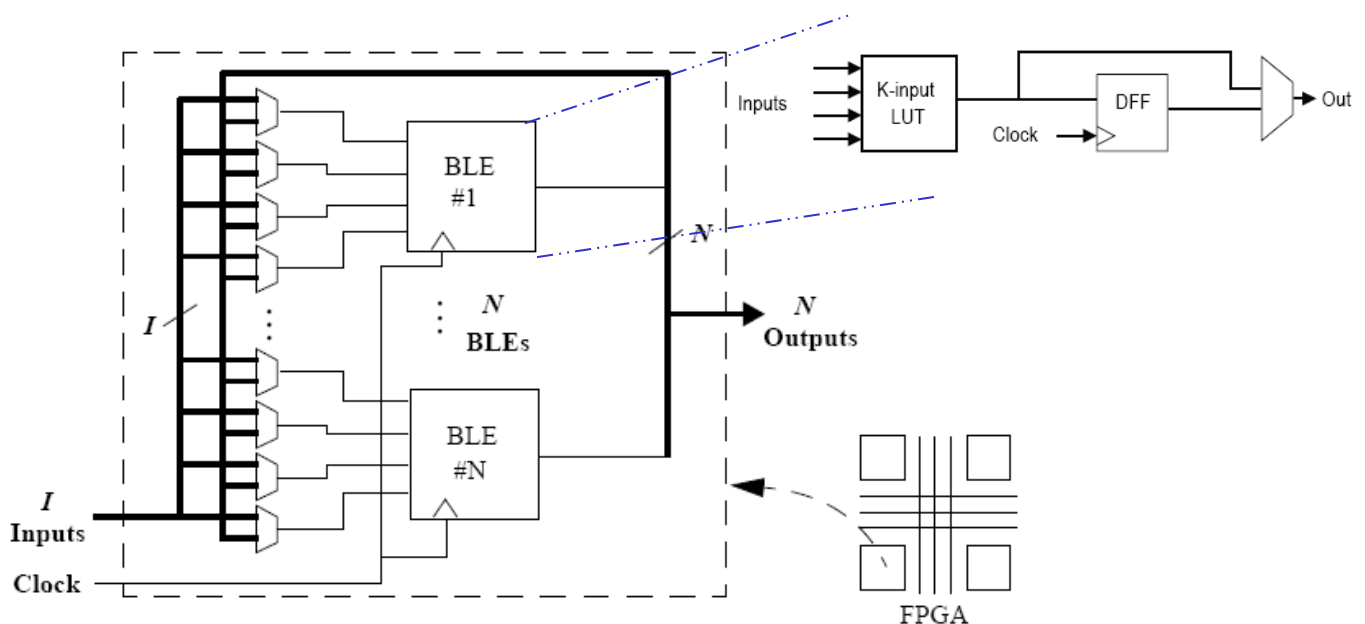 Inputs
K-input
LUT
DFF
Out
Clock
BLE
#1
N
I
N
BLEs
N
Outputs
BLE
#N
I
Inputs
Clock
FPGA